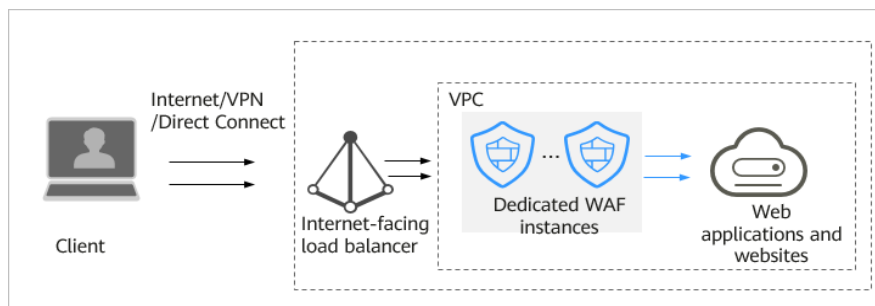 Internet/VPN
/Direct Connect
VPC
...
Client
Internet-facing
load balancer
Dedicated WAF
instances
Web
applications and
websites